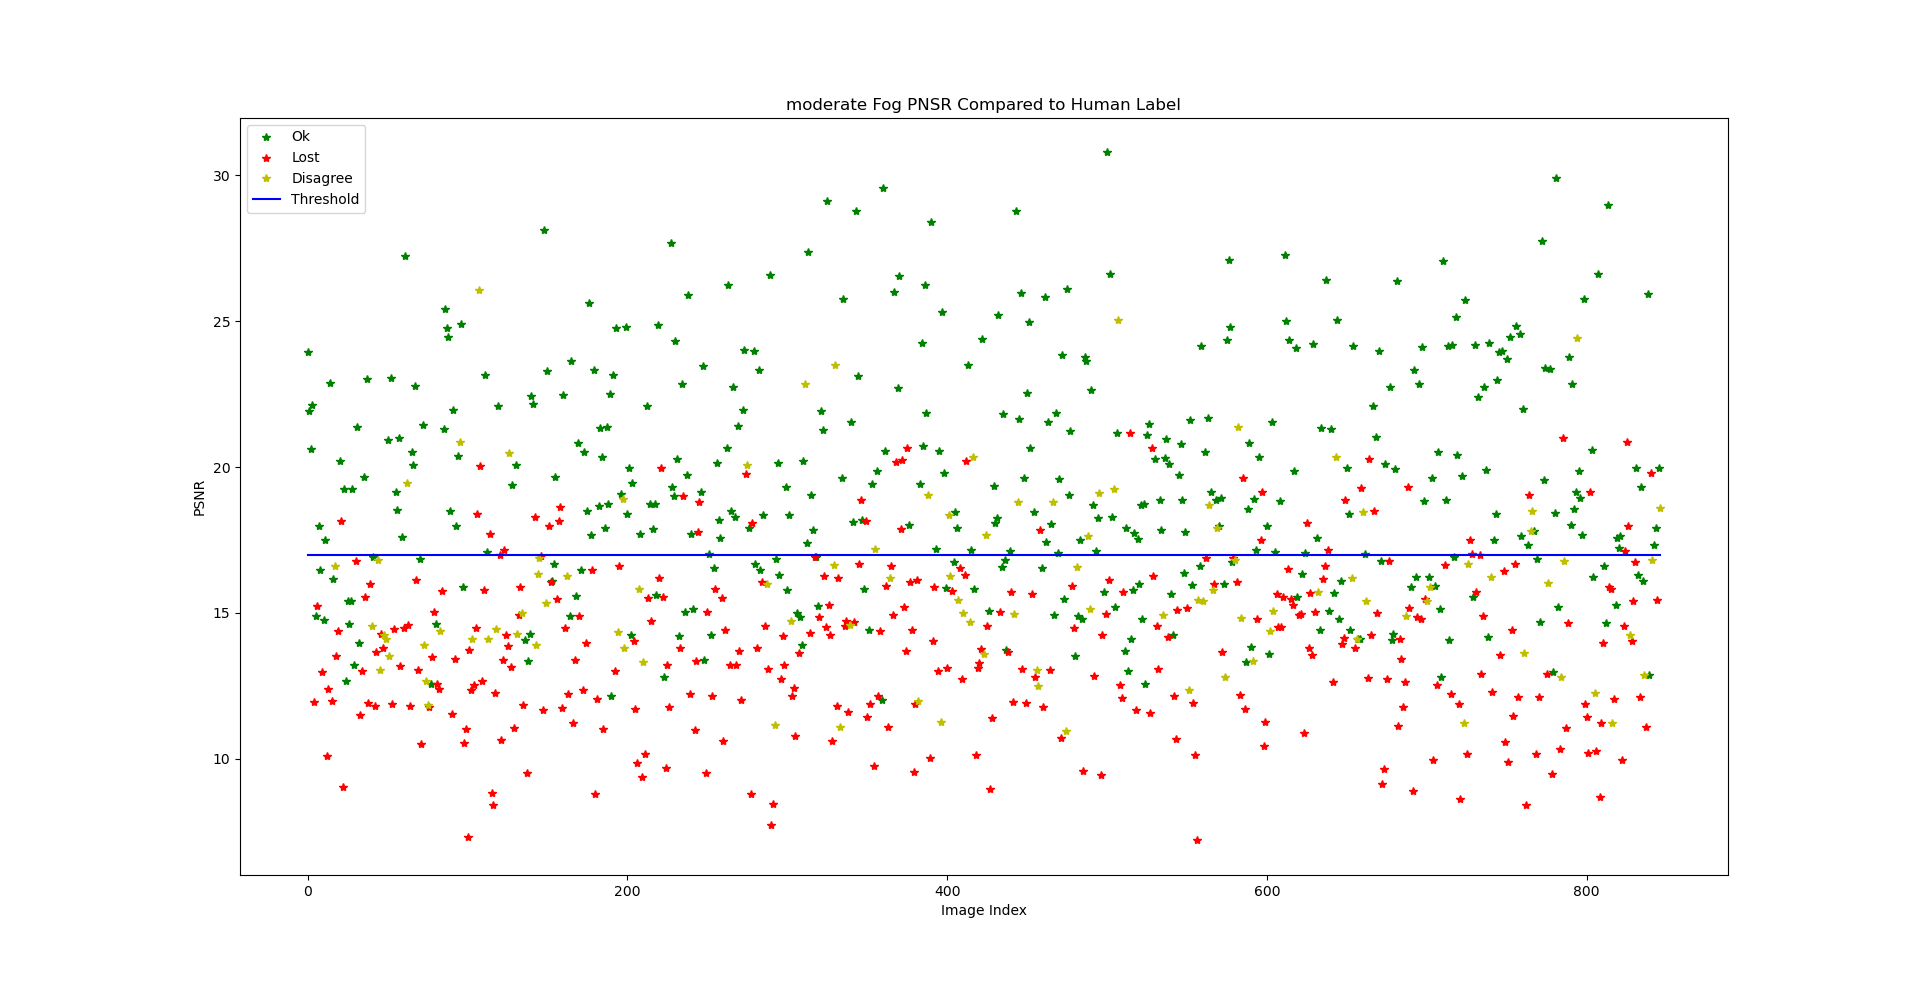 moderate Fog PNSR Compared to Human Label
Ok
Lost
Disagree
Threshold
30
25
20
15
10
PSNR
0
200
400
600
800
Image Index